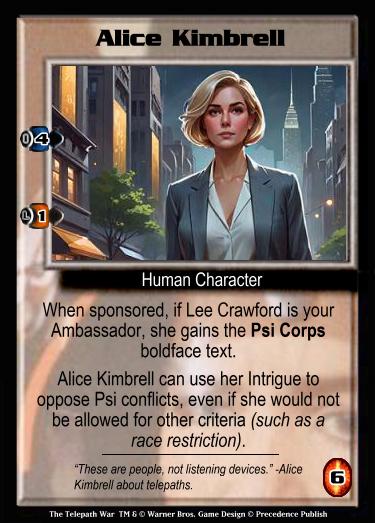 Alice Kimbrell
4
1
Human Character
When sponsored, if Lee Crawford is your
Ambassador, she gains the Psi Corps
boldface text.
Alice Kimbrell can use her Intrigue to
oppose Psi conflicts, even if she would not
be allowed for other criteria (such as a
race restriction).
“These are people, not listening devices.” -Alice
Kimbrell about telepaths.
6
The Telepath War TM & © Warner Bros. Game Design © Precedence Publish